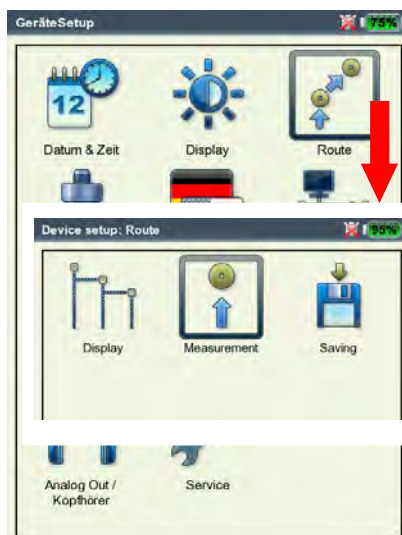 GeräteSetup 75%
12
Datum & Zeit Display Route
Device setup: Route 95%
Display Measurement Saving
Analog Out / Service
Kopfhörer